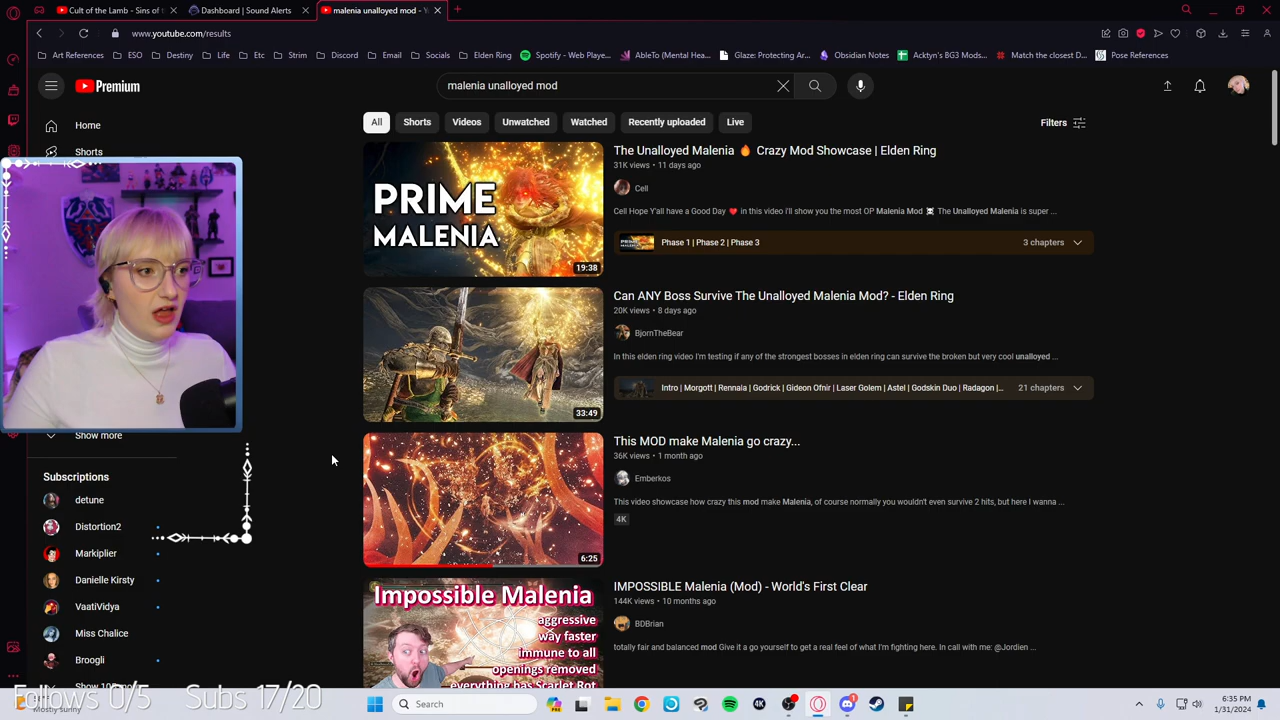 Cult of the Lamb - Sins of t
Dashboard | Sound Alerts
malenia unalloyed mod - Y
www.youtube.com/results
Art References
ESO
Destiny
Life
Etc
Strim
Discord
Emails
Elden Ring
Spotify - Web Playe...
AbleTo (Mental Hea...
Glaze: Protecting Ar...
Obsidian Notes
Acktyn's BG3 Mods...
Match the closest D...
Pose References
Premium
malenia unalloyed mod
All
Shorts
Videos
Unwatched
Watched
Recently uploaded
Live
Filters
Home
Shorts
PRIME
MALENIA
19:38
The Unalloyed Malenia 🔥 Crazy Mod Showcase | Elden Ring
31K views • 11 days ago
Cell
Cell Hope Y'all have a Good Day ❤️ in this video i'll show you the most OP Malenia Mod ☠️ The Unalloyed Malenia is super ...
Phase 1 | Phase 2 | Phase 3
3 chapters
33:49
Can ANY Boss Survive The Unalloyed Malenia Mod? - Elden Ring
20K views • 8 days ago
BjornTheBear
In this elden ring video I'm testing if any of the strongest bosses in elden ring can survive the broken but very cool unalloyed ...
Intro | Morgott | Rennala | Godrick | Gideon Ofnir | Laser Golem | Astel | Godskin Duo | Radagon |...
21 chapters
6:25
This MOD make Malenia go crazy...
36K views • 1 month ago
Emberkos
This video showcase how crazy this mod make Malenia, of course normally you wouldn't even survive 2 hits, but here I wanna ...
4K
Impossible Malenia
aggressive
way faster
immune to all
openings removed
everything has Scarlet Rot
IMPOSSIBLE Malenia (Mod) - World's First Clear
144K views • 10 months ago
BDBrian
totally fair and balanced mod Give it a go yourself to get a real feel of what I'm fighting here. In call with me: @Jordien ...
Show more
Subscriptions
detune
Distortion2
Markiplier
Danielle Kirsty
VaatiVidya
Miss Chalice
Broogli
Follows 0/5
Subs 17/20
Mostly sunny
Search
6:35 PM
1/31/2024